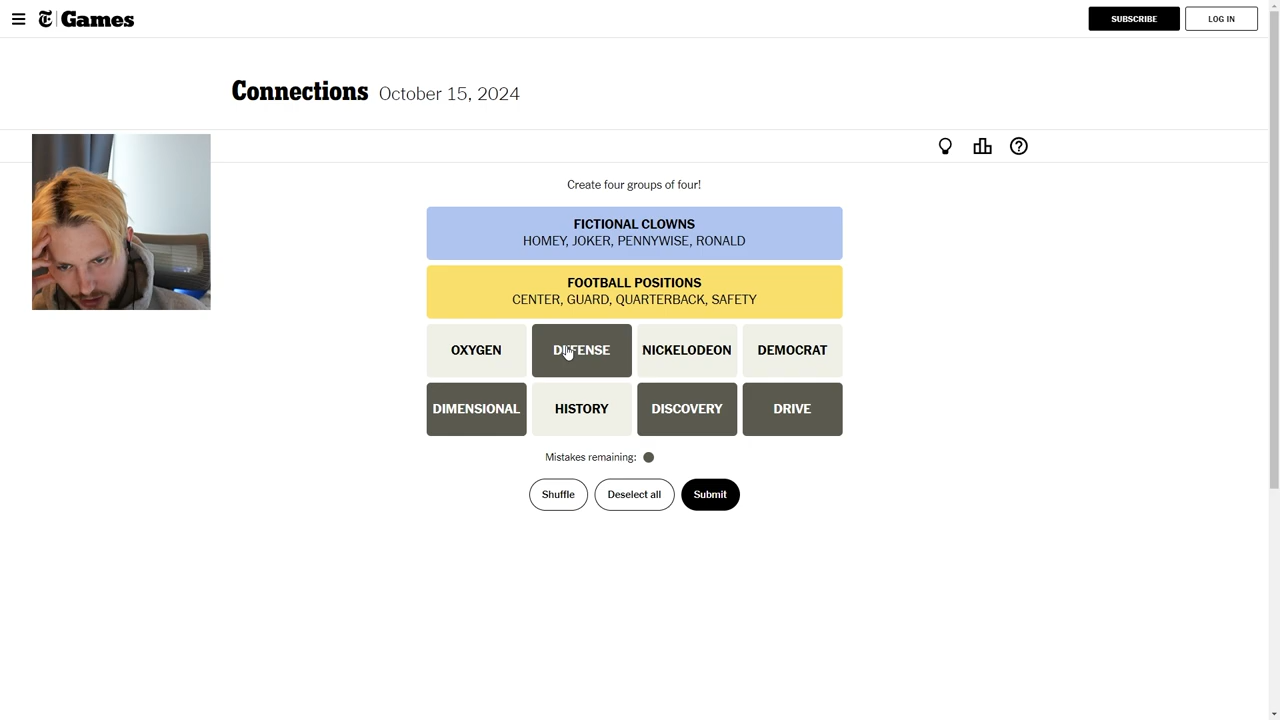 T Games
SUBSCRIBE
LOG IN
Connections October 15, 2024
Create four groups of four!
FICTIONAL CLOWNS
HOMEY, JOKER, PENNYWISE, RONALD
FOOTBALL POSITIONS
CENTER, GUARD, QUARTERBACK, SAFETY
OXYGEN DEFENSE NICKELODEON DEMOCRAT
DIMENSIONAL HISTORY DISCOVERY DRIVE
Mistakes remaining:
Shuffle Deselect all Submit